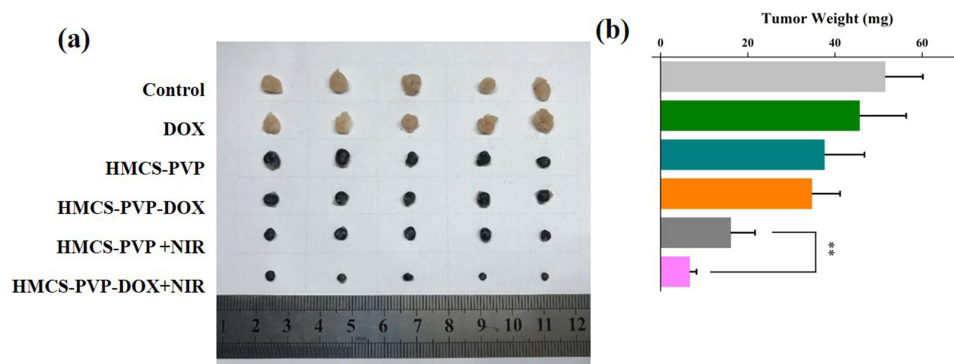 (a)
Control
DOX
HMCS-PVP
HMCS-PVP-DOX
HMCS-PVP +NIR
HMCS-PVP-DOX+NIR
1 2 3 4 5 6 7 8 9 10 11 12
(b)
Tumor Weight (mg)
0 20 40 60
**